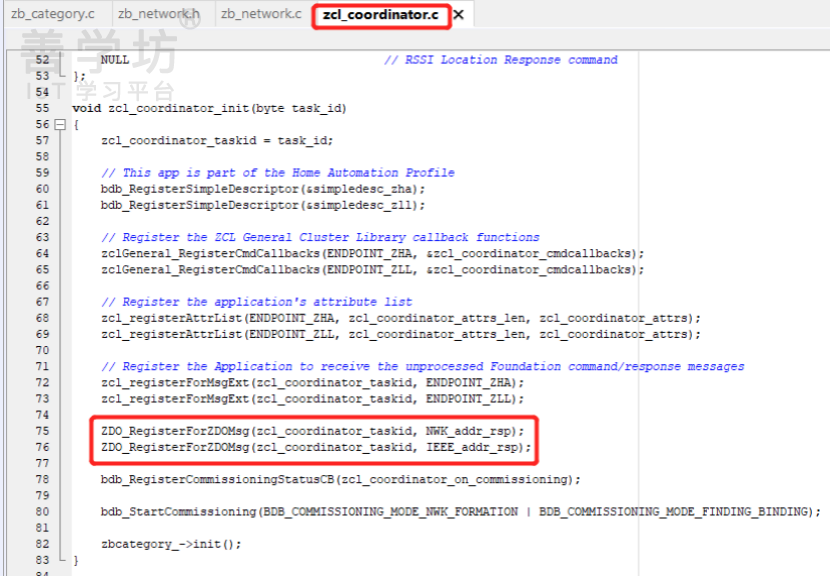 zb_category.c zb_network.h zb_network.c zcl_coordinator.c
善学坊
IoT学习平台
52 NULL // RSSI Location Response command
53 };
54
55 void zcl_coordinator_init(byte task_id)
56 {
57 zcl_coordinator_taskid = task_id;
58
59 // This app is part of the Home Automation Profile
60 bdb_RegisterSimpleDescriptor(&simpledesc_zha);
61 bdb_RegisterSimpleDescriptor(&simpledesc_zll);
62
63 // Register the ZCL General Cluster Library callback functions
64 zclGeneral_RegisterCmdCallbacks(ENDPOINT_ZHA, &zcl_coordinator_cmdcallbacks);
65 zclGeneral_RegisterCmdCallbacks(ENDPOINT_ZLL, &zcl_coordinator_cmdcallbacks);
66
67 // Register the application's attribute list
68 zcl_registerAttrList(ENDPOINT_ZHA, zcl_coordinator_attrs_len, zcl_coordinator_attrs);
69 zcl_registerAttrList(ENDPOINT_ZLL, zcl_coordinator_attrs_len, zcl_coordinator_attrs);
70
71 // Register the Application to receive the unprocessed Foundation command/response messages
72 zcl_registerForMsgExt(zcl_coordinator_taskid, ENDPOINT_ZHA);
73 zcl_registerForMsgExt(zcl_coordinator_taskid, ENDPOINT_ZLL);
74
75 ZDO_RegisterForZDOMsg(zcl_coordinator_taskid, NWK_addr_rsp);
76 ZDO_RegisterForZDOMsg(zcl_coordinator_taskid, IEEE_addr_rsp);
77
78 bdb_RegisterCommissioningStatusCB(zcl_coordinator_on_commissioning);
79
80 bdb_StartCommissioning(BDB_COMMISSIONING_MODE_NWK_FORMATION | BDB_COMMISSIONING_MODE_FINDING_BINDING);
81
82 zbcategory_->init();
83 }
84